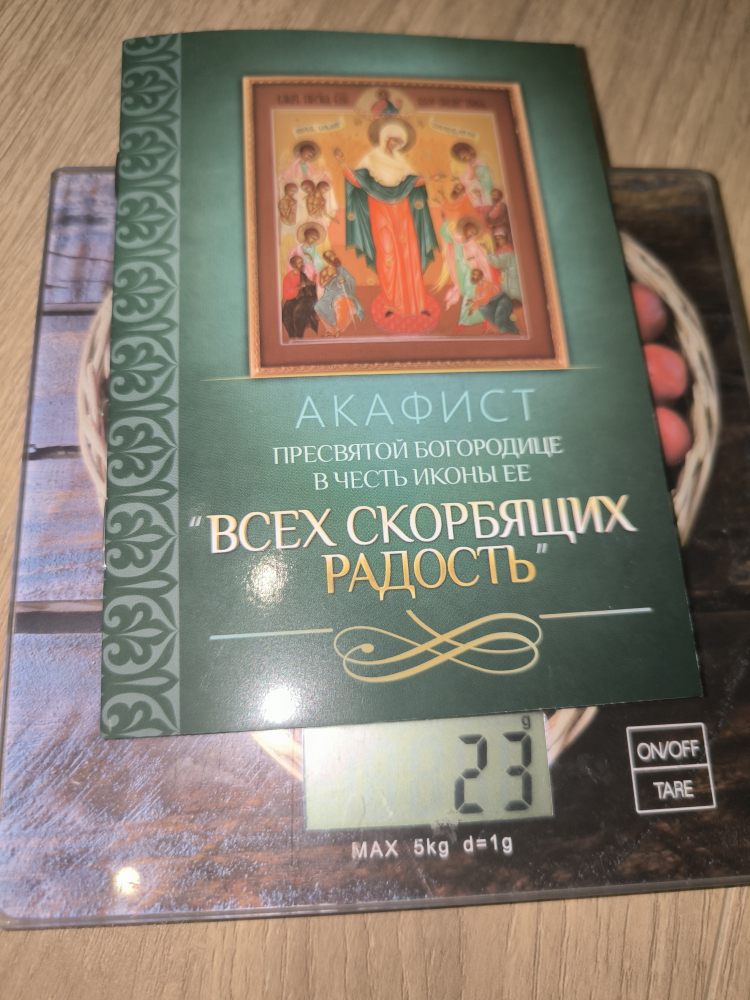 АКАФИСТ
ПРЕСВЯТОЙ БОГОРОДИЦЕ
В ЧЕСТЬ ИКОНЫ ЕЕ
"ВСЕХ СКОРБЯЩИХ
РАДОСТЬ"
g
23
ON/OFF
TARE
MAX 5kg d=1g